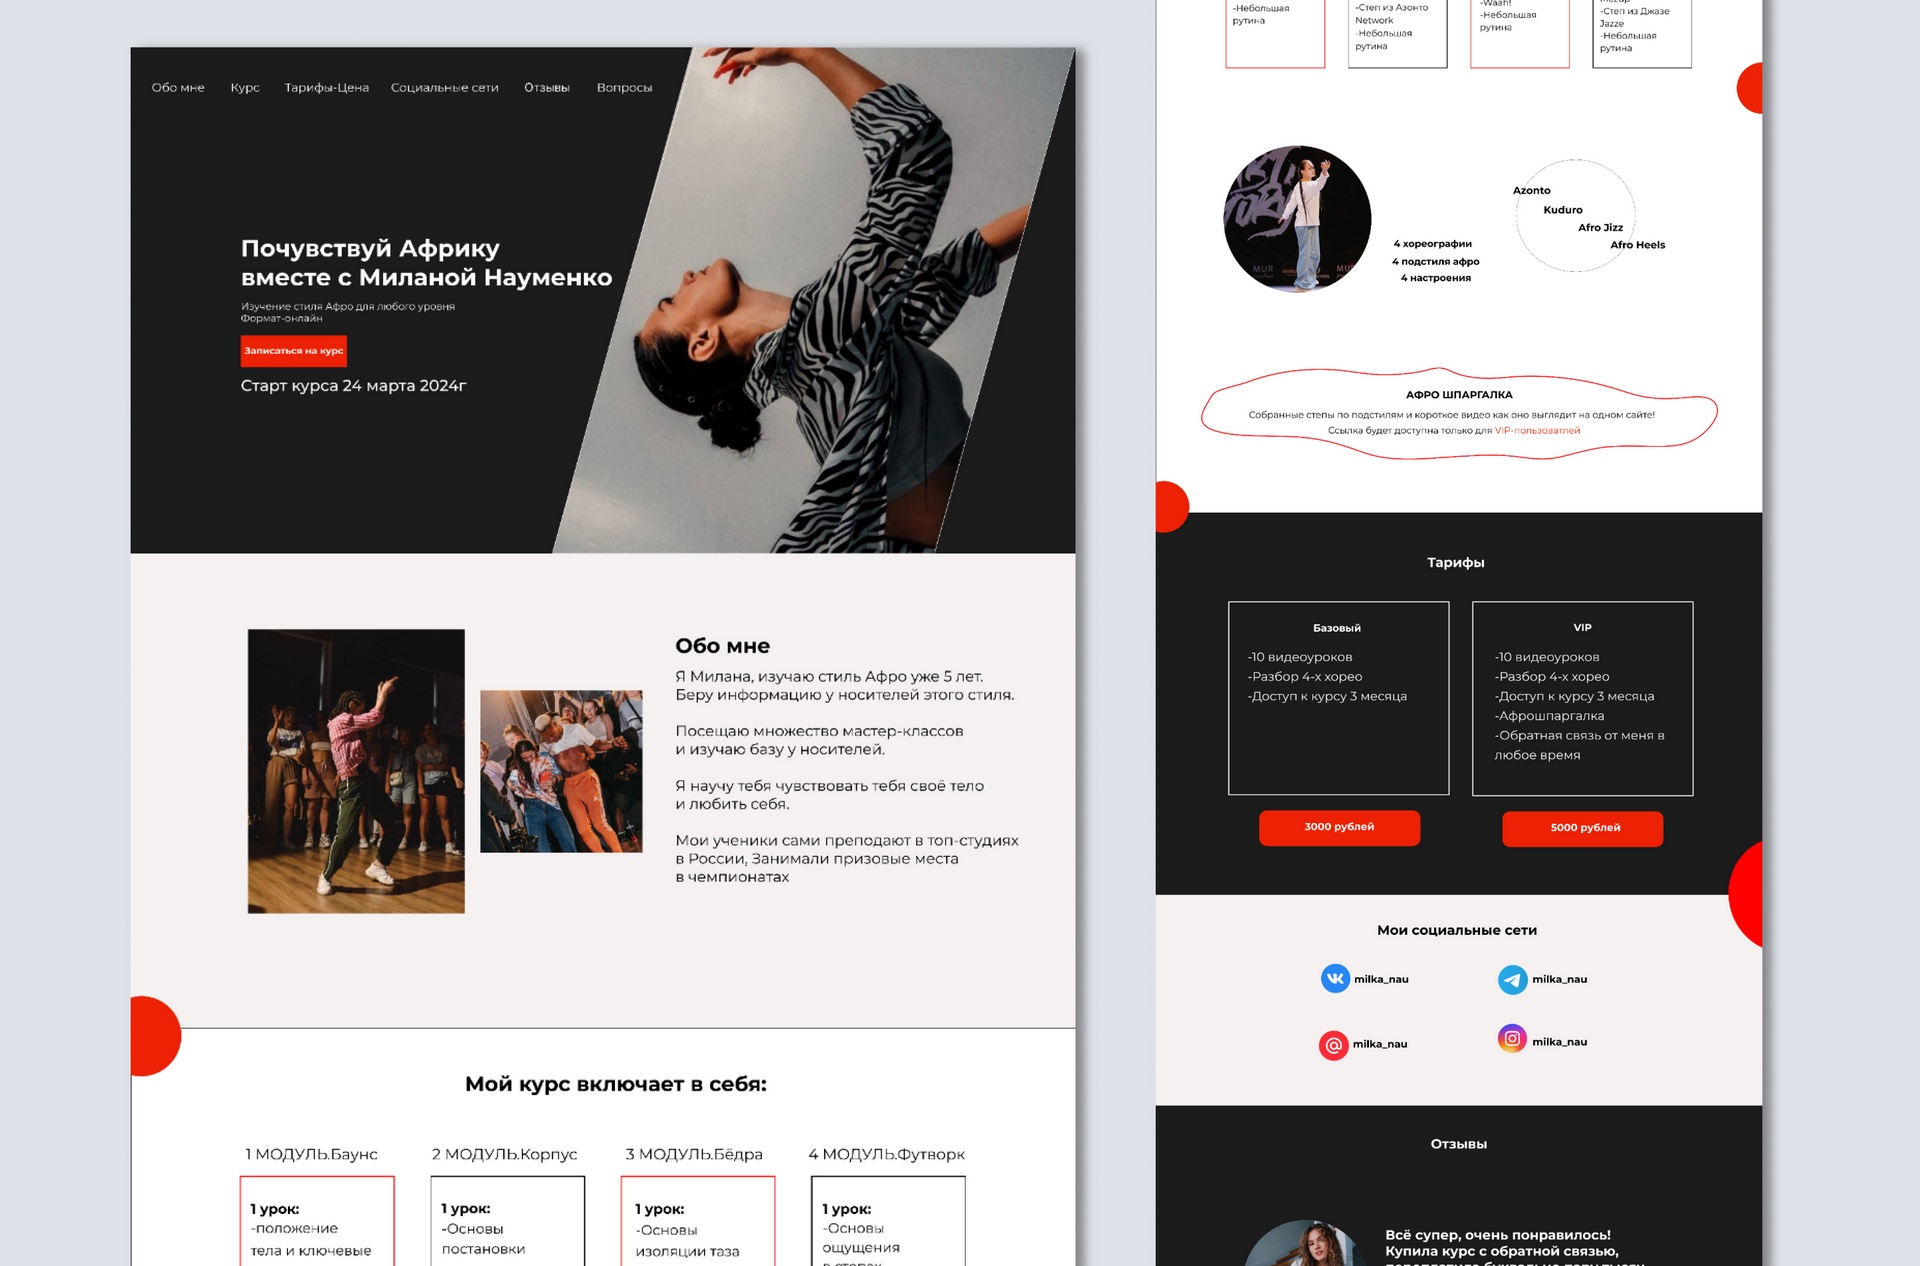 Обо мне Курс Тарифы-Цена Социальные сети Отзывы Вопросы
Почувствуй Африку
вместе с Миланой Науменко
Изучение стиля Афро для любого уровня
Формат-онлайн
Записаться на курс
Старт курса 24 марта 2024г
Обо мне
Я Милана, изучаю стиль Афро уже 5 лет.
Беру информацию у носителей этого стиля.
Посещаю множество мастер-классов
и изучаю базу у носителей.
Я научу тебя чувствовать тебя своё тело
и любить себя.
Мои ученики сами преподают в топ-студиях
в России, Занимали призовые места
в чемпионатах
Мой курс включает в себя:
1 МОДУЛЬ.Баунс
1 урок:
-положение
тела и ключевые
2 МОДУЛЬ.Корпус
1 урок:
-Основы
постановки
3 МОДУЛЬ.Бёдра
1 урок:
-Основы
изоляции таза
4 МОДУЛЬ.Футворк
1 урок:
-Основы
ощущения
-Небольшая
рутина
-Степ из Азонто
Network
-Небольшая
рутина
-Waah!
-Небольшая
рутина
-Степ из Джазе
Jazze
-Небольшая
рутина
MUR
MUR
4 хореографии
4 подстиля афро
4 настроения
Azonto
Kuduro
Afro Jizz
Afro Heels
АФРО ШПАРГАЛКА
Собранные степы по подстилям и короткое видео как оно выглядит на одном сайте!
Ссылка будет доступна только для VIP-пользоватлей
Тарифы
Базовый
-10 видеоуроков
-Разбор 4-х хорео
-Доступ к курсу 3 месяца
3000 рублей
VIP
-10 видеоуроков
-Разбор 4-х хорео
-Доступ к курсу 3 месяца
-Афрошпаргалка
-Обратная связь от меня в
любое время
5000 рублей
Мои социальные сети
milka_nau
milka_nau
milka_nau
milka_nau
Отзывы
Всё супер, очень понравилось!
Купила курс с обратной связью,